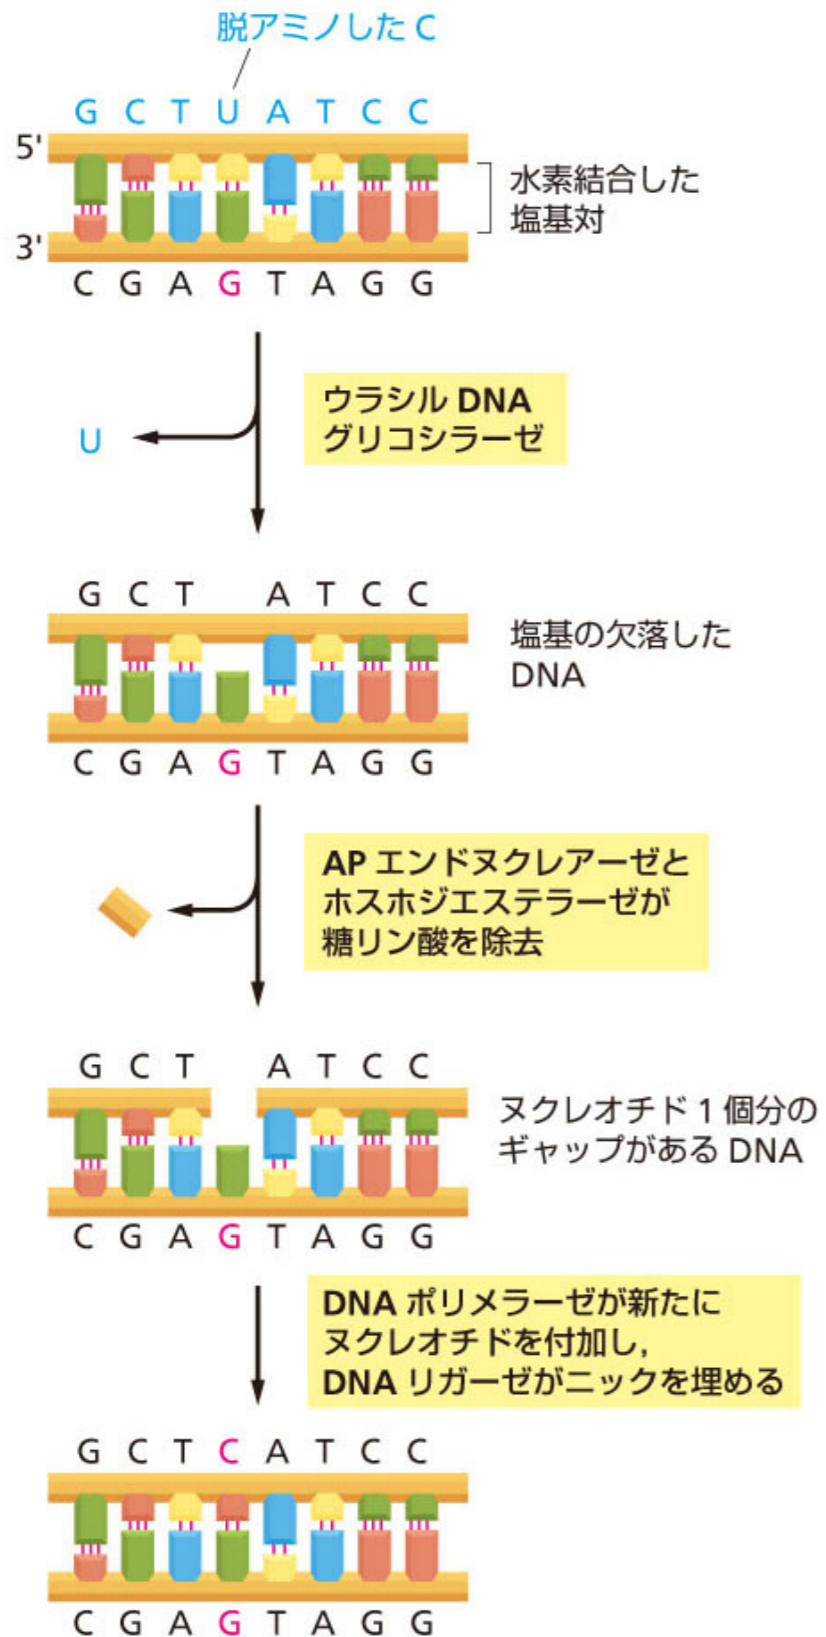 脱アミノした C
G C T U A T C C
5'
水素結合した
塩基対
3'
C G A G T A G G
ウラシル DNA
グリコシラーゼ
U
G C T A T C C
塩基の欠落した
DNA
C G A G T A G G
AP エンドヌクレアーゼと
ホスホジエステラーゼが
糖リン酸を除去
G C T A T C C
ヌクレオチド 1 個分の
ギャップがある DNA
C G A G T A G G
DNA ポリメラーゼが新たに
ヌクレオチドを付加し,
DNA リガーゼがニックを埋める
G C T C A T C C
C G A G T A G G